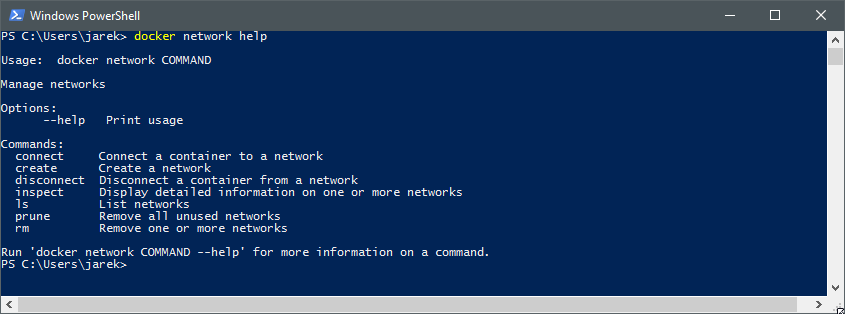 Windows PowerShell
PS C:\Users\jarek> docker network help
Usage:  docker network COMMAND
Manage networks
Options:
      --help   Print usage
Commands:
  connect     Connect a container to a network
  create      Create a network
  disconnect  Disconnect a container from a network
  inspect     Display detailed information on one or more networks
  ls          List networks
  prune       Remove all unused networks
  rm          Remove one or more networks
Run 'docker network COMMAND --help' for more information on a command.
PS C:\Users\jarek>